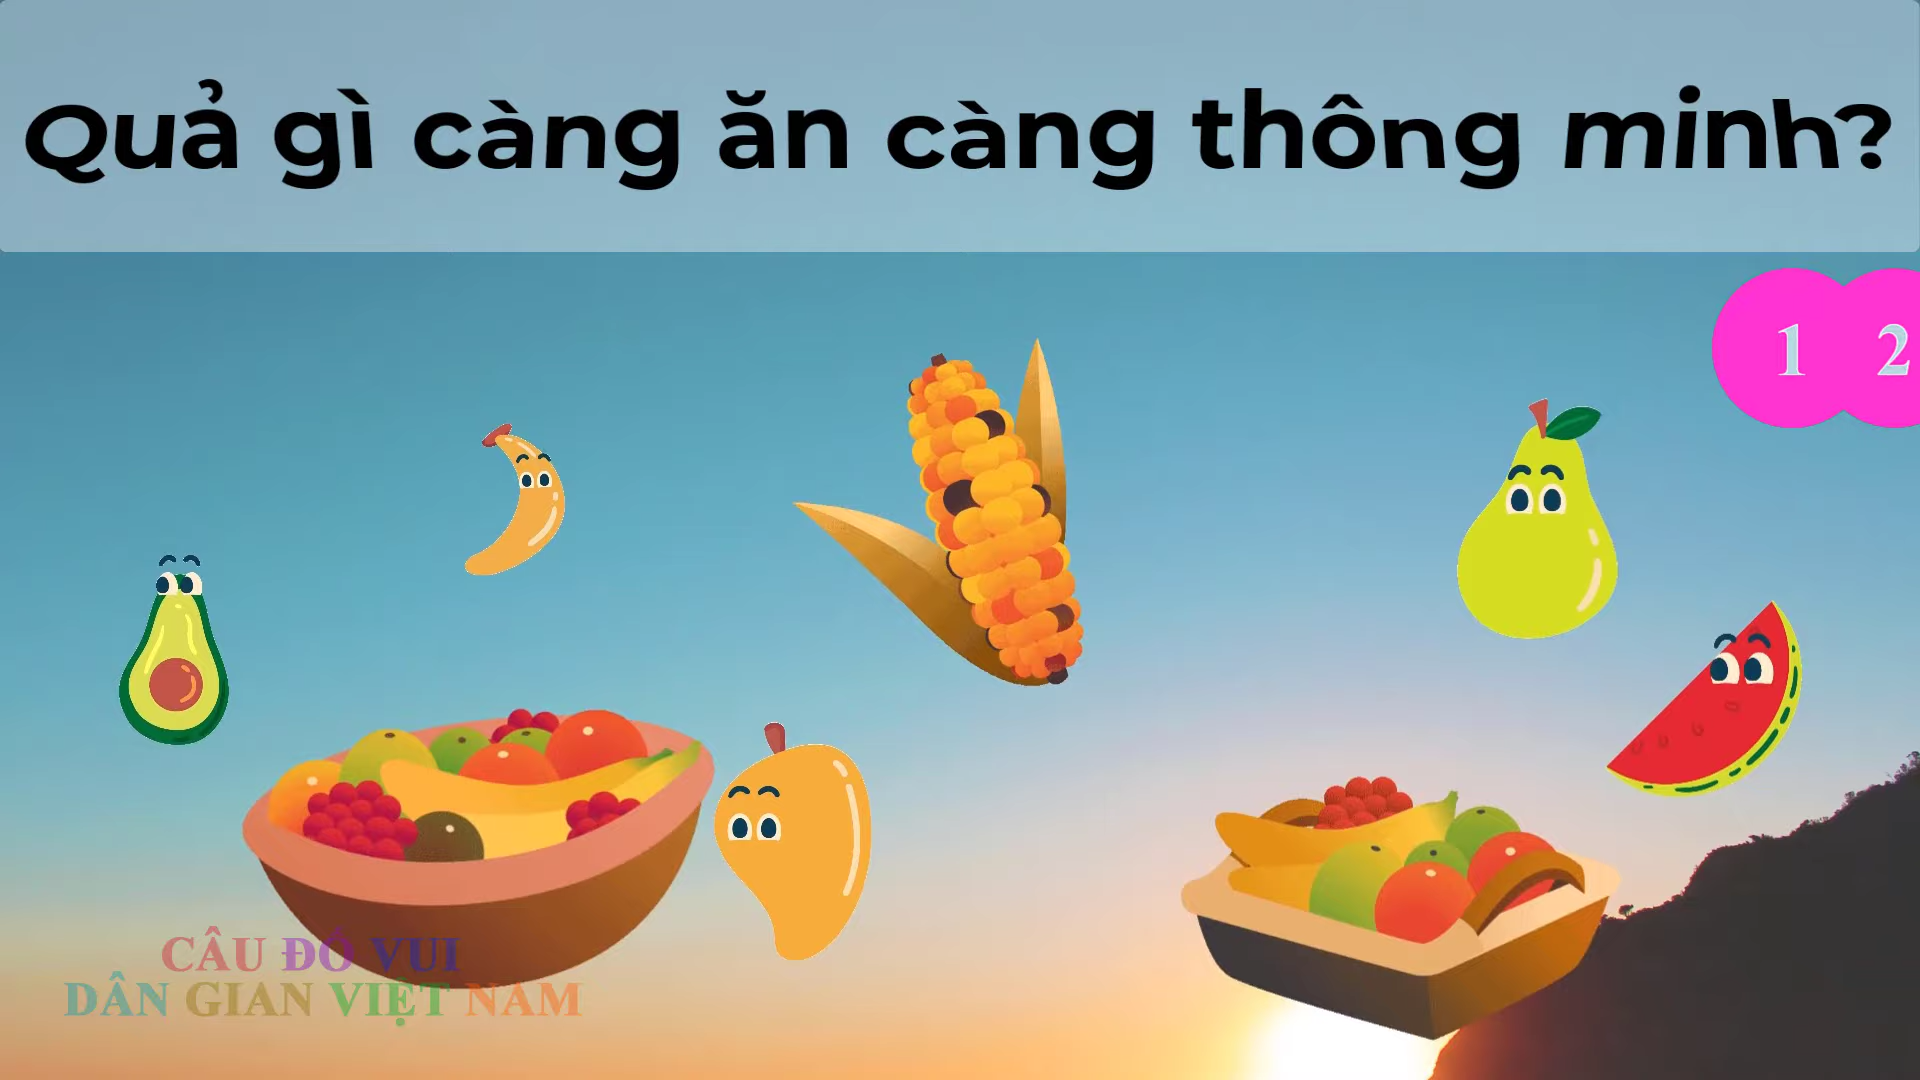 Quả gì càng ăn càng thông minh?
1 2
CÂU ĐỐ VUI
DÂN GIAN VIỆT NAM